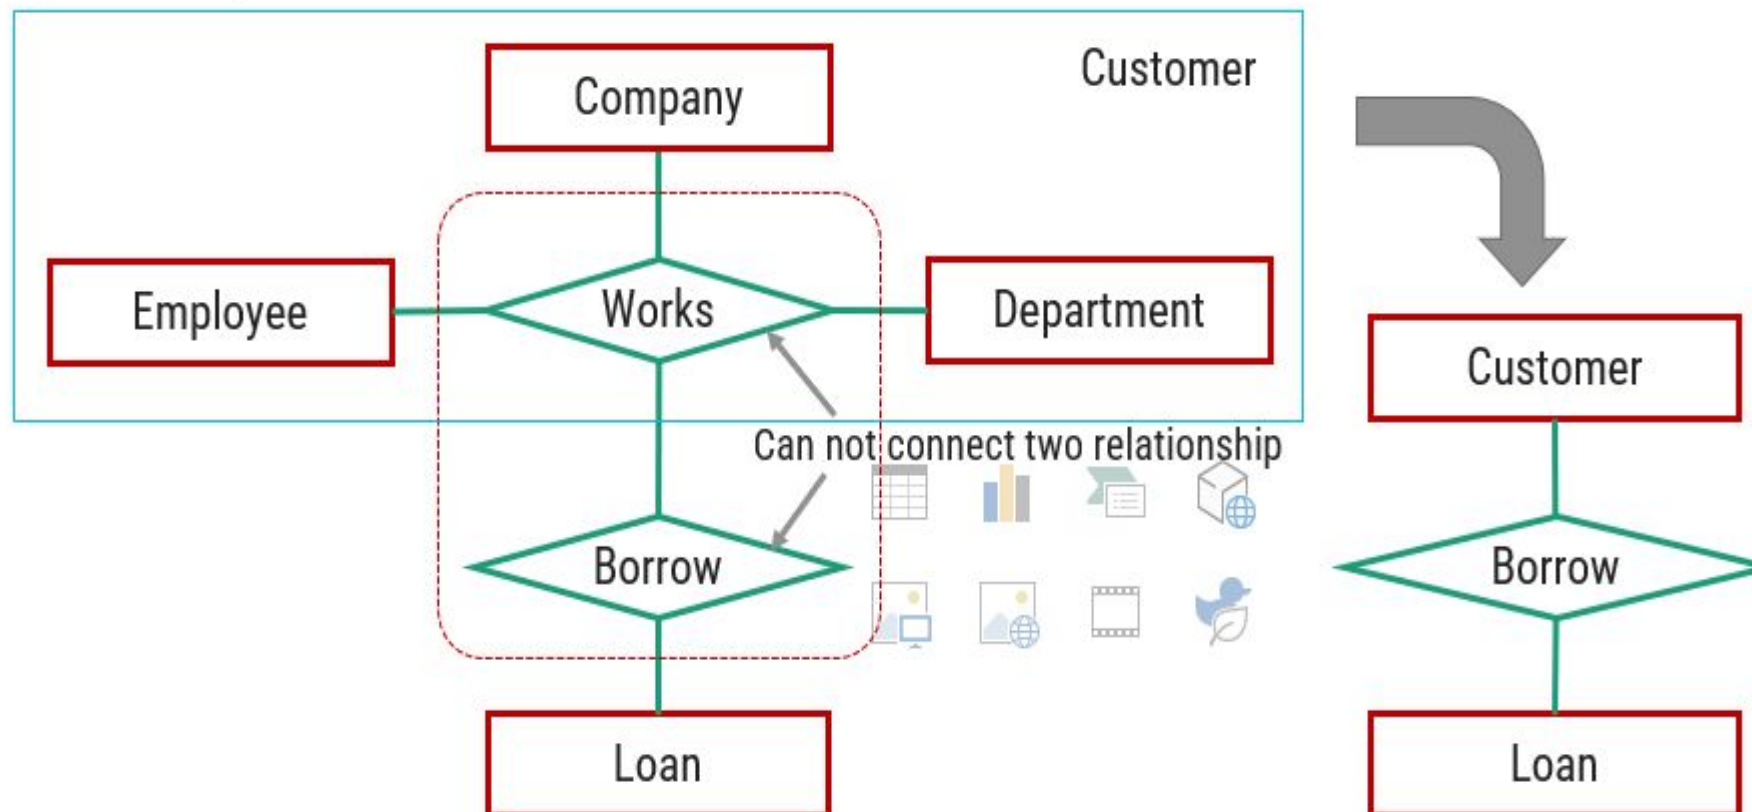 Company
Customer
Employee
Works
Department
Customer
Can not connect two relationship
Borrow
Borrow
Loan
Loan